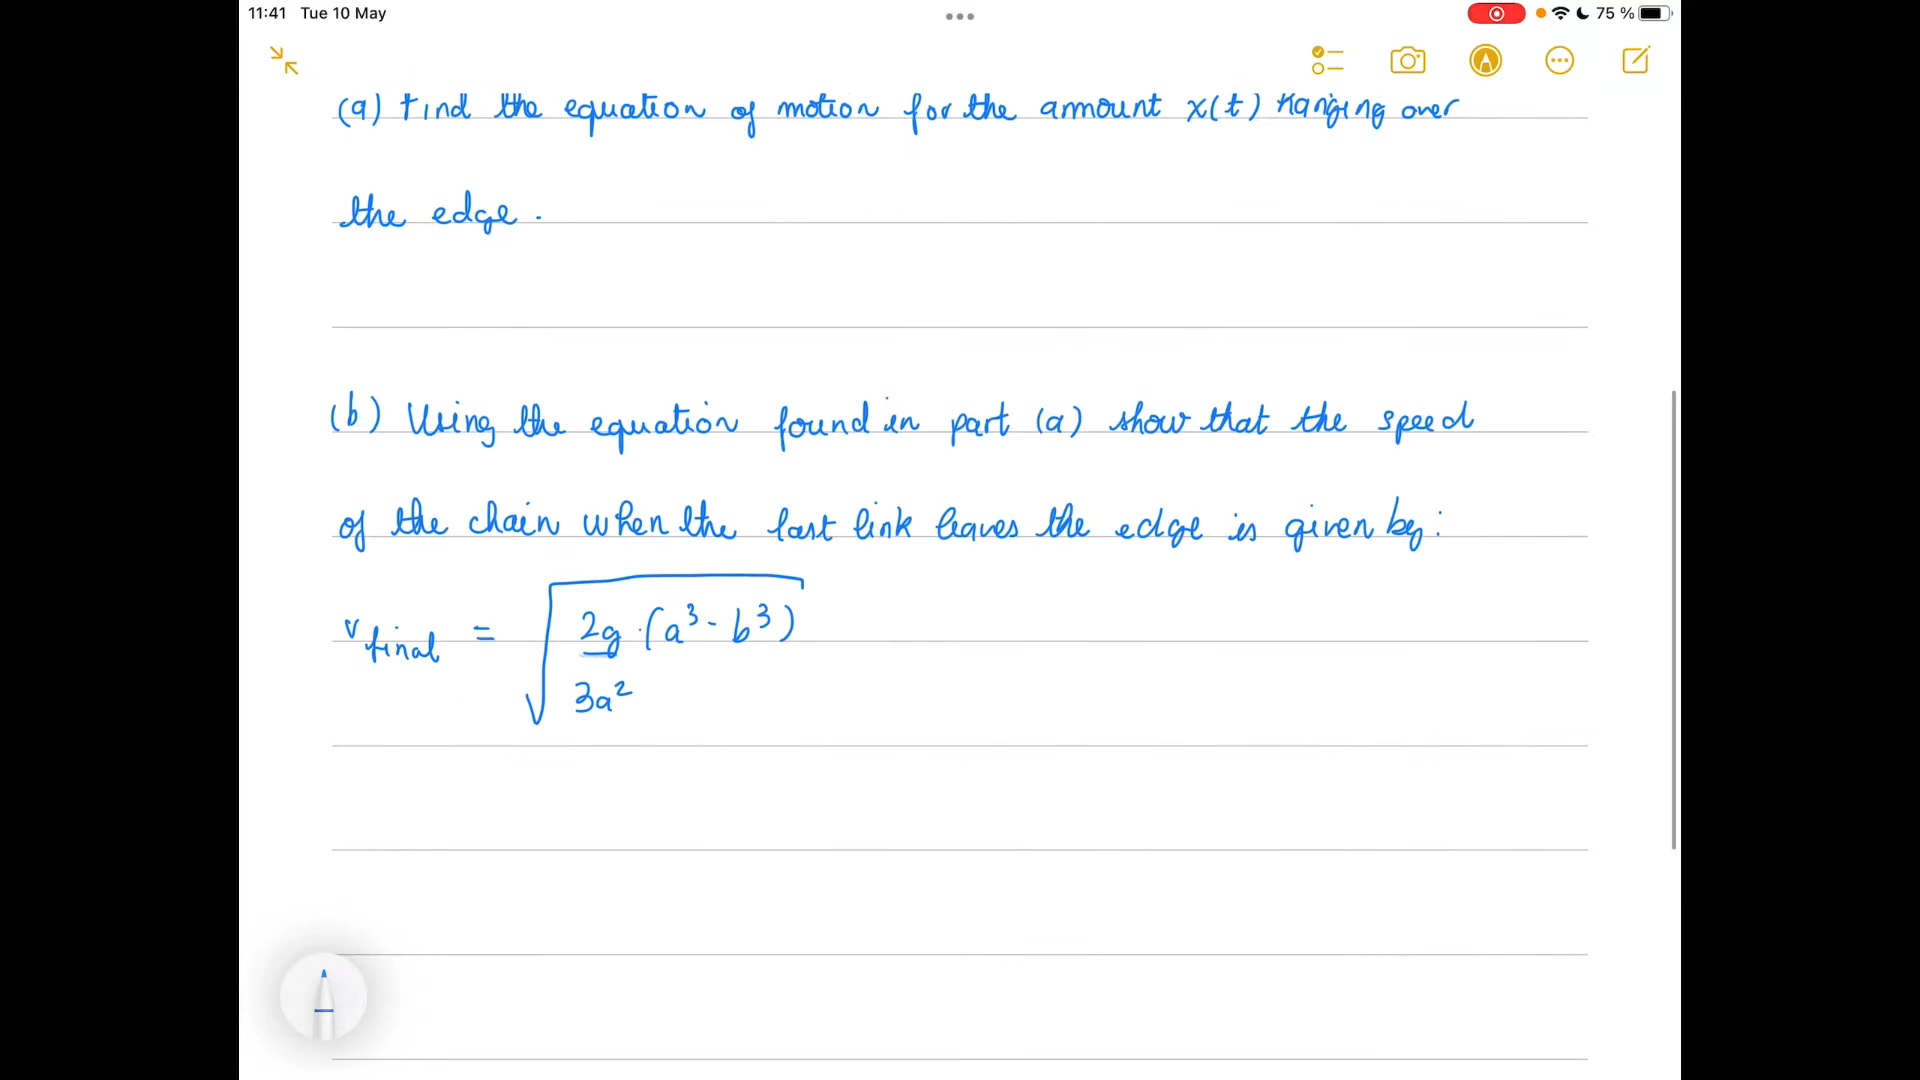 11:41 Tue 10 May
75 %
(a) Find the equation of motion for the amount x(t) hanging over
the edge.
(b) Using the equation found in part (a) show that the speed
of the chain when the last link leaves the edge is given by:
v_final = √(2g/3a² · (a³ - b³))